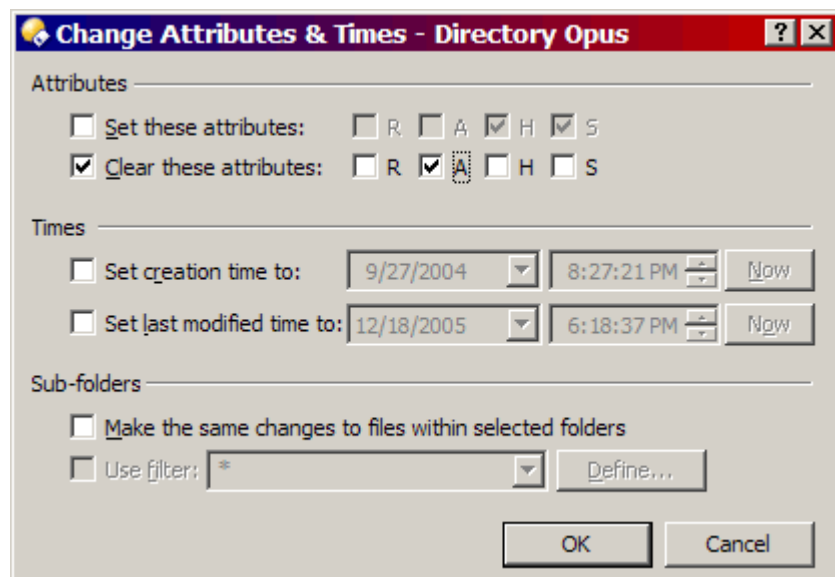 Change Attributes & Times - Directory Opus
Attributes
Set these attributes: R A H S
Clear these attributes: R A H S
Times
Set creation time to: 9/27/2004 8:27:21 PM Now
Set last modified time to: 12/18/2005 6:18:37 PM Now
Sub-folders
Make the same changes to files within selected folders
Use filter: * Define...
OK Cancel